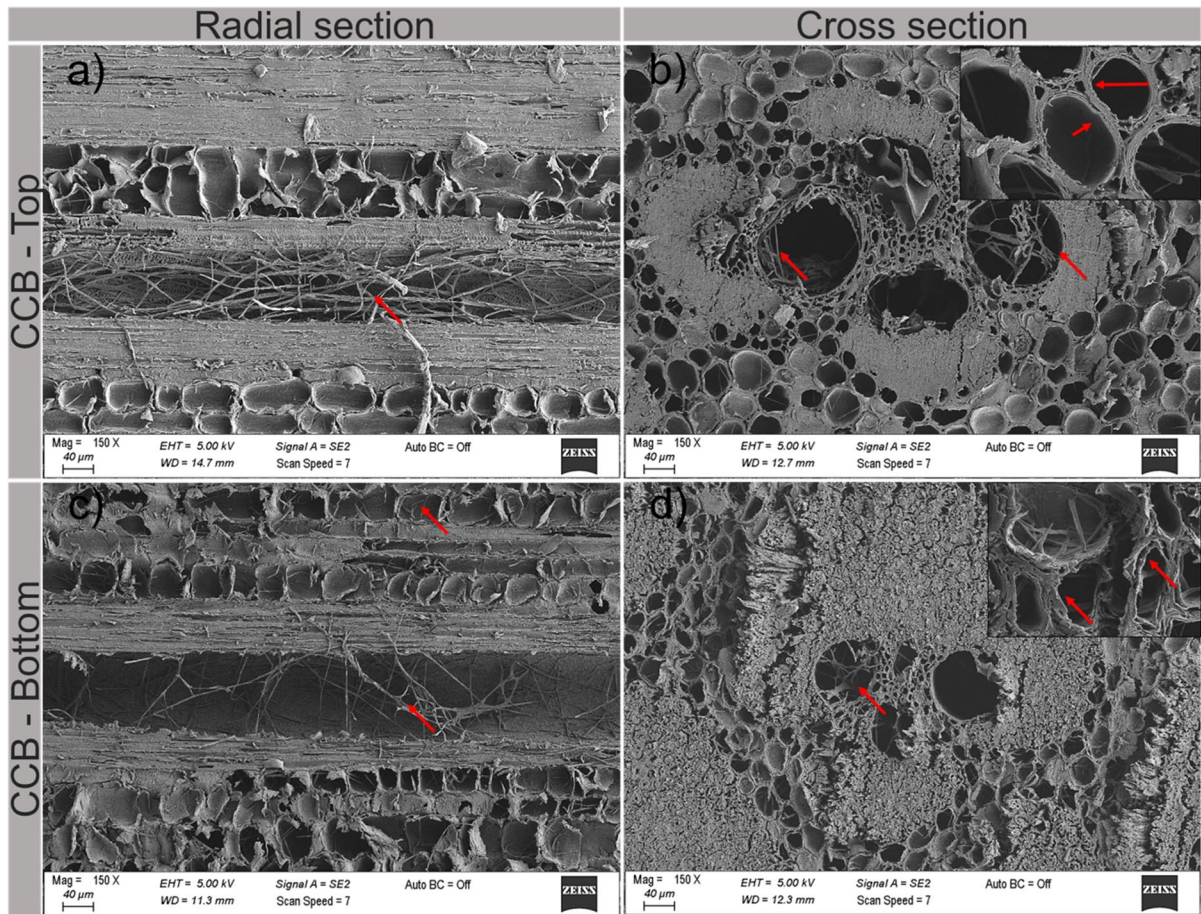 Radial section
Cross section
CCB - Top
a)
b)
Mag = 150 X
EHT = 5.00 kV
Signal A = SE2
Auto BC = Off
ZEISS
40 µm
WD = 14.7 mm
Scan Speed = 7
Mag = 150 X
EHT = 5.00 kV
Signal A = SE2
Auto BC = Off
ZEISS
40 µm
WD = 12.7 mm
Scan Speed = 7
CCB - Bottom
c)
d)
Mag = 150 X
EHT = 5.00 kV
Signal A = SE2
Auto BC = Off
ZEISS
40 µm
WD = 11.3 mm
Scan Speed = 7
Mag = 150 X
EHT = 5.00 kV
Signal A = SE2
Auto BC = Off
ZEISS
40 µm
WD = 12.3 mm
Scan Speed = 7